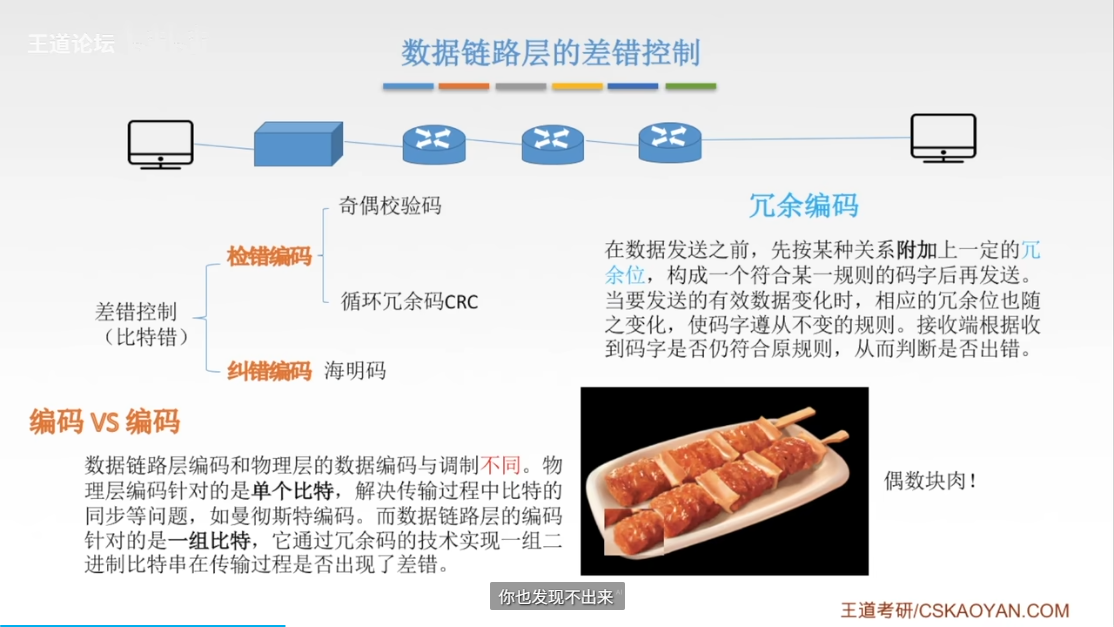 王道论坛
数据链路层的差错控制
奇偶校验码
检错编码
循环冗余码CRC
差错控制
（比特错）
纠错编码 海明码
冗余编码
在数据发送之前，先按某种关系附加上一定的冗
余位，构成一个符合某一规则的码字后再发送。
当要发送的有效数据变化时，相应的冗余位也随
之变化，使码字遵从不变的规则。接收端根据收
到码字是否仍符合原规则，从而判断是否出错。
编码 VS 编码
数据链路层编码和物理层的数据编码与调制不同。物
理层编码针对的是单个比特，解决传输过程中比特的
同步等问题，如曼彻斯特编码。而数据链路层的编码
针对的是一组比特，它通过冗余码的技术实现一组二
进制比特串在传输过程是否出现了差错。
偶数块肉！
你也发现不出来
王道考研/CSKAOYAN.COM